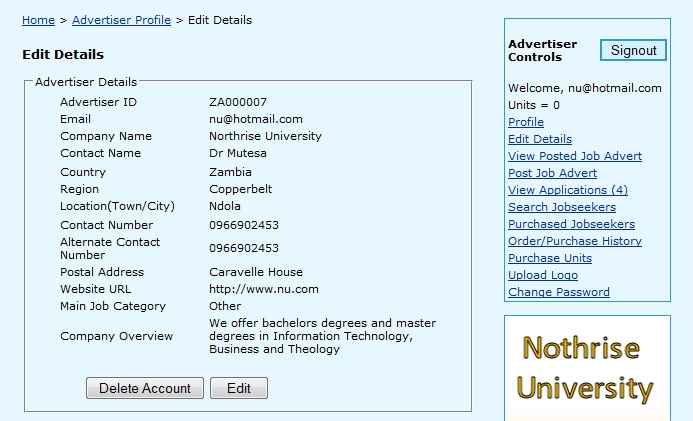 Home > Advertiser Profile > Edit Details
Edit Details
Advertiser Details
Advertiser ID ZA000007
Email nu@hotmail.com
Company Name Northrise University
Contact Name Dr Mutesa
Country Zambia
Region Copperbelt
Location(Town/City) Ndola
Contact Number 0966902453
Alternate Contact
Number 0966902453
Postal Address Caravelle House
Website URL http://www.nu.com
Main Job Category Other
Company Overview We offer bachelors degrees and master
degrees in Information Technology,
Business and Theology
Delete Account Edit
Advertiser
Controls
Signout
Welcome, nu@hotmail.com
Units = 0
Profile
Edit Details
View Posted Job Advert
Post Job Advert
View Applications (4)
Search Jobseekers
Purchased Jobseekers
Order/Purchase History
Purchase Units
Upload Logo
Change Password
Nothrise
University